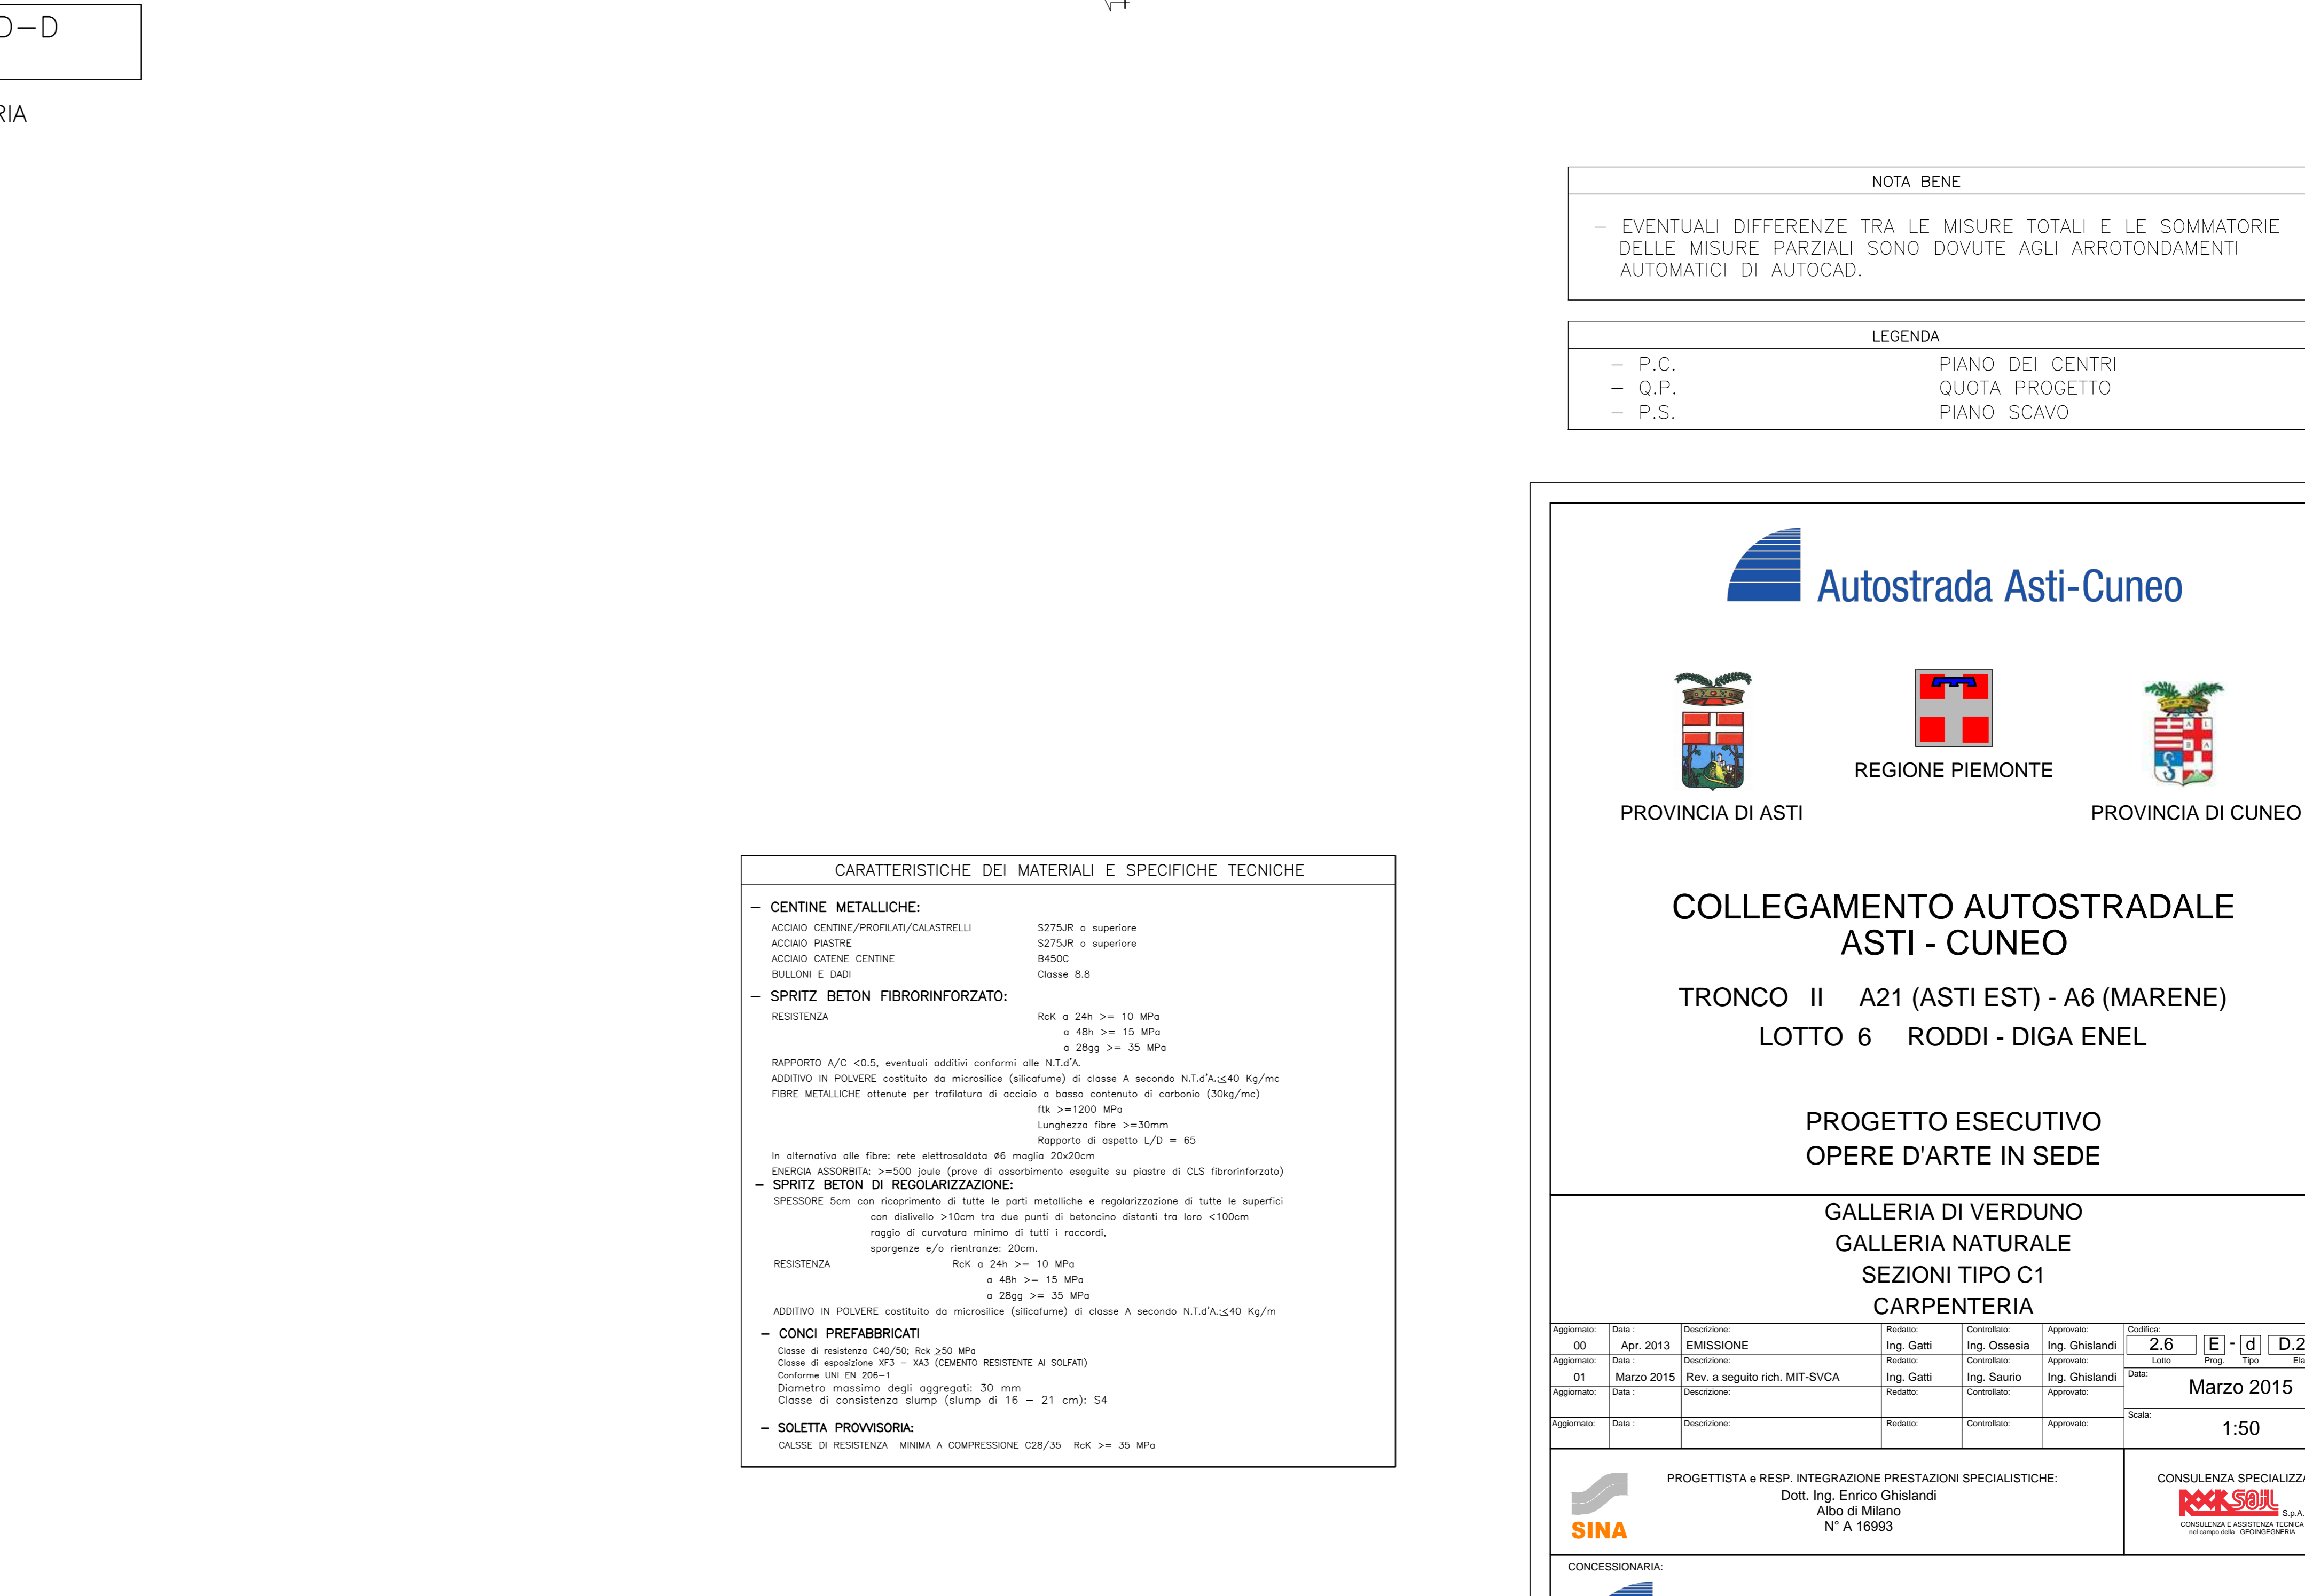 D-D
RIA
NOTA BENE
- EVENTUALI DIFFERENZE TRA LE MISURE TOTALI E LE SOMMATORIE
DELLE MISURE PARZIALI SONO DOVUTE AGLI ARROTONDAMENTI
AUTOMATICI DI AUTOCAD.
LEGENDA
- P.C. PIANO DEI CENTRI
- Q.P. QUOTA PROGETTO
- P.S. PIANO SCAVO
CARATTERISTICHE DEI MATERIALI E SPECIFICHE TECNICHE
- CENTINE METALLICHE:
ACCIAIO CENTINE/PROFILATI/CALASTRELLI S275JR o superiore
ACCIAIO PIASTRE S275JR o superiore
ACCIAIO CATENE CENTINE B450C
BULLONI E DADI Classe 8.8
- SPRITZ BETON FIBRORINFORZATO:
RESISTENZA RcK a 24h >= 10 MPa
a 48h >= 15 MPa
a 28gg >= 35 MPa
RAPPORTO A/C <0.5, eventuali additivi conformi alle N.T.d'A.
ADDITIVO IN POLVERE costituito da microsilice (silicafume) di classe A secondo N.T.d'A.:≤40 Kg/mc
FIBRE METALLICHE ottenute per trafilatura di acciaio a basso contenuto di carbonio (30kg/mc)
ftk >=1200 MPa
Lunghezza fibre >=30mm
Rapporto di aspetto L/D = 65
In alternativa alle fibre: rete elettrosaldata ø6 maglia 20x20cm
ENERGIA ASSORBITA: >=500 joule (prove di assorbimento eseguite su piastre di CLS fibrorinforzato)
- SPRITZ BETON DI REGOLARIZZAZIONE:
SPESSORE 5cm con ricoprimento di tutte le parti metalliche e regolarizzazione di tutte le superfici
con dislivello >10cm tra due punti di betoncino distanti tra loro <100cm
raggio di curvatura minimo di tutti i raccordi,
sporgenze e/o rientranze: 20cm.
RESISTENZA RcK a 24h >= 10 MPa
a 48h >= 15 MPa
a 28gg >= 35 MPa
ADDITIVO IN POLVERE costituito da microsilice (silicafume) di classe A secondo N.T.d'A.:≤40 Kg/m
- CONCI PREFABBRICATI
Classe di resistenza C40/50; Rck ≥50 MPa
Classe di esposizione XF3 - XA3 (CEMENTO RESISTENTE AI SOLFATI)
Conforme UNI EN 206-1
Diametro massimo degli aggregati: 30 mm
Classe di consistenza slump (slump di 16 - 21 cm): S4
- SOLETTA PROVVISORIA:
CALSSE DI RESISTENZA MINIMA A COMPRESSIONE C28/35 RcK >= 35 MPa
Autostrada Asti-Cuneo
REGIONE PIEMONTE
PROVINCIA DI ASTI PROVINCIA DI CUNEO
COLLEGAMENTO AUTOSTRADALE
ASTI - CUNEO
TRONCO II A21 (ASTI EST) - A6 (MARENE)
LOTTO 6 RODDI - DIGA ENEL
PROGETTO ESECUTIVO
OPERE D'ARTE IN SEDE
GALLERIA DI VERDUNO
GALLERIA NATURALE
SEZIONI TIPO C1
CARPENTERIA
Aggiornato: Data : Descrizione: Redatto: Controllato: Approvato: Codifica:
00 Apr. 2013 EMISSIONE Ing. Gatti Ing. Ossesia Ing. Ghislandi 2.6 E - d D.2
Aggiornato: Data : Descrizione: Redatto: Controllato: Approvato: Lotto Prog. Tipo Ela
01 Marzo 2015 Rev. a seguito rich. MIT-SVCA Ing. Gatti Ing. Saurio Ing. Ghislandi Data: Marzo 2015
Aggiornato: Data : Descrizione: Redatto: Controllato: Approvato:
Scala: 1:50
Aggiornato: Data : Descrizione: Redatto: Controllato: Approvato:
SINA
PROGETTISTA e RESP. INTEGRAZIONE PRESTAZIONI SPECIALISTICHE:
Dott. Ing. Enrico Ghislandi
Albo di Milano
N° A 16993
CONSULENZA SPECIALIZZA
ROCKSOIL S.p.A.
CONSULENZA E ASSISTENZA TECNICA
nel campo della GEOINGEGNERIA
CONCESSIONARIA: